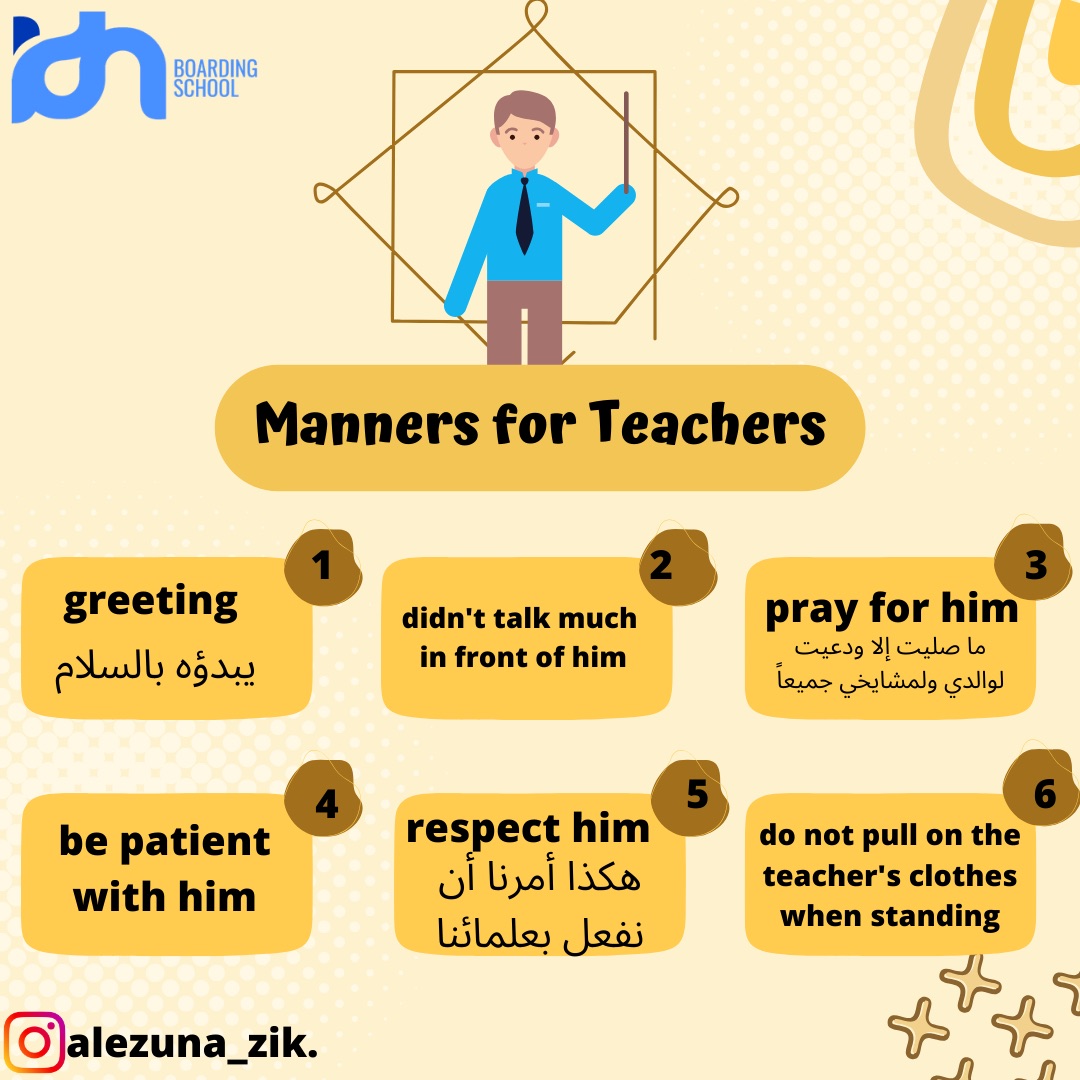 BOARDING
SCHOOL
Manners for Teachers
1
greeting
يبدؤه بالسلام
2
didn't talk much
in front of him
3
pray for him
ما صليت إلا ودعيت
لوالدي ولمشايخي جميعاً
4
be patient
with him
5
respect him
هكذا أمرنا أن
نفعل بعلمائنا
6
do not pull on the
teacher's clothes
when standing
alezuna_zik.